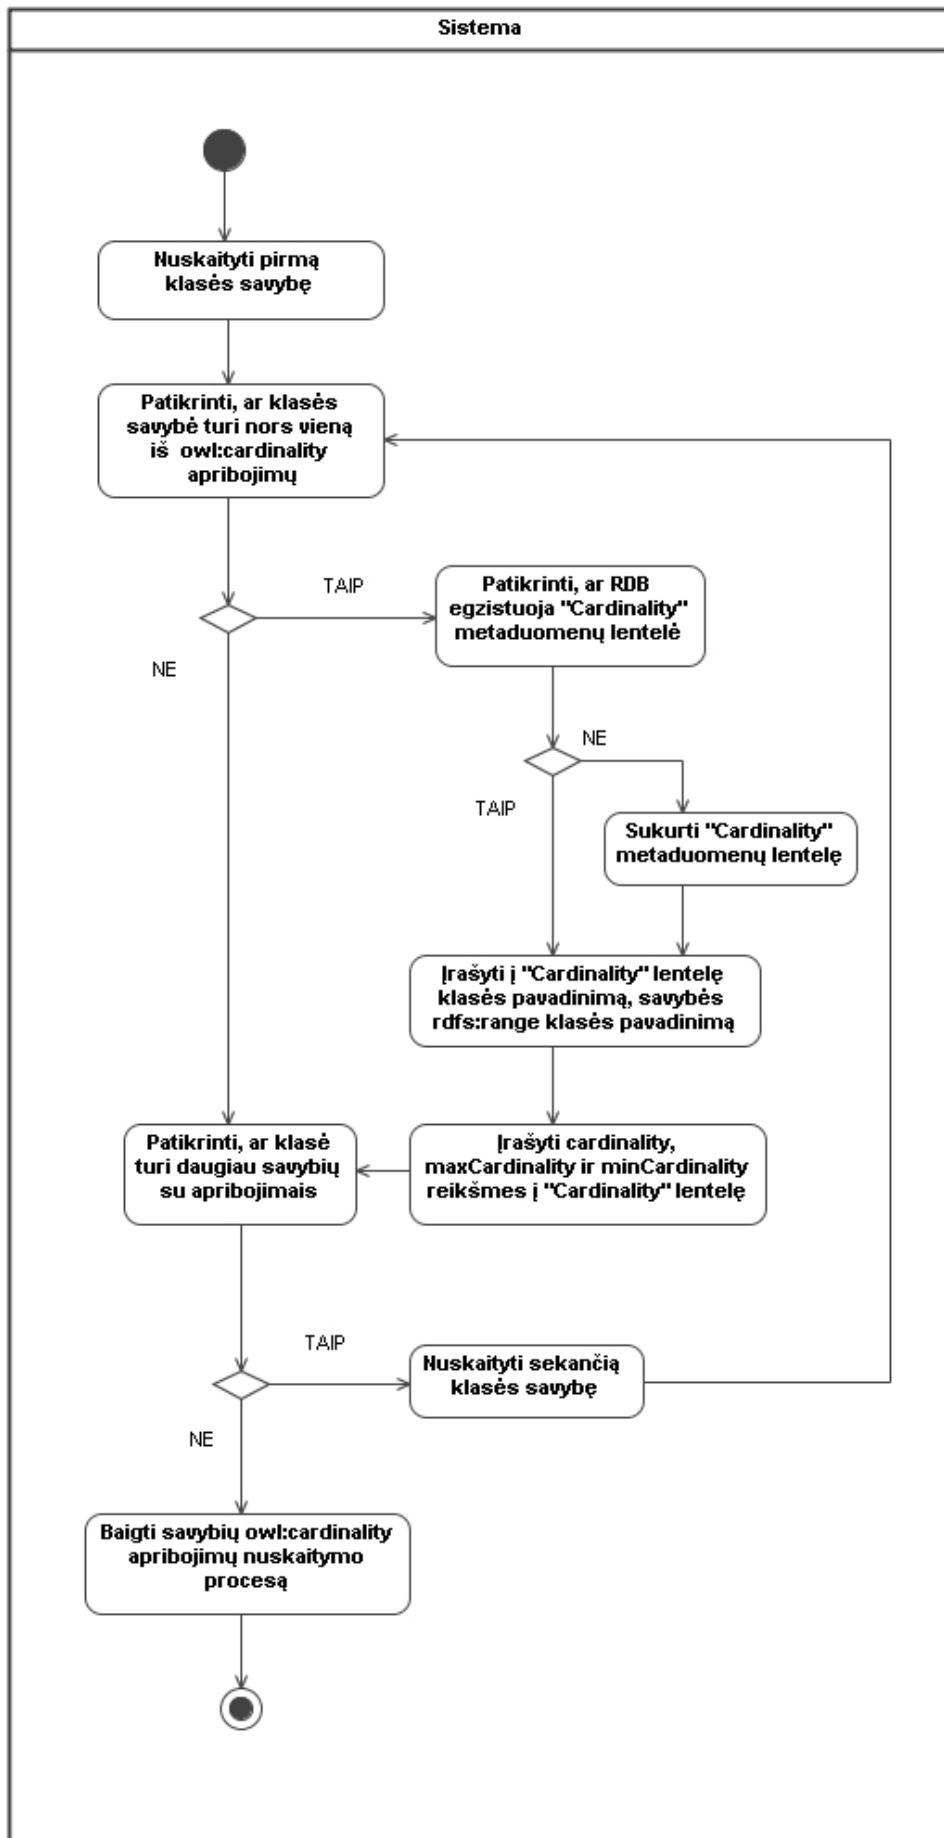 Sistema
Nuskaityti pirmą
klasės savybę
Patikrinti, ar klasės
savybė turi nors vieną
iš owl:cardinality
apribojimų
TAIP
NE
Patikrinti, ar RDB
egzistuoja "Cardinality"
metaduomenų lentelė
NE
TAIP
Sukurti "Cardinality"
metaduomenų lentelę
Įrašyti į "Cardinality" lentelę
klasės pavadinimą, savybės
rdfs:range klasės pavadinimą
Patikrinti, ar klasė
turi daugiau savybių
su apribojimais
Įrašyti cardinality,
maxCardinality ir minCardinality
reikšmes į "Cardinality" lentelę
TAIP
NE
Nuskaityti sekančią
klasės savybę
Baigti savybių owl:cardinality
apribojimų nuskaitymo
procesą